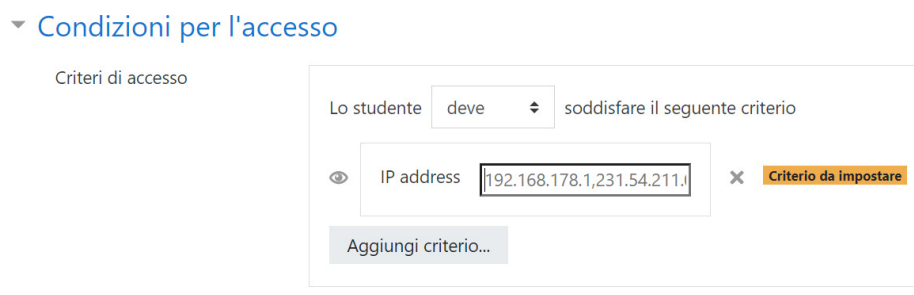 Condizioni per l'accesso
Criteri di accesso
Lo studente deve soddisfare il seguente criterio
IP address 192.168.178.1,231.54.211.( Criterio da impostare
Aggiungi criterio...